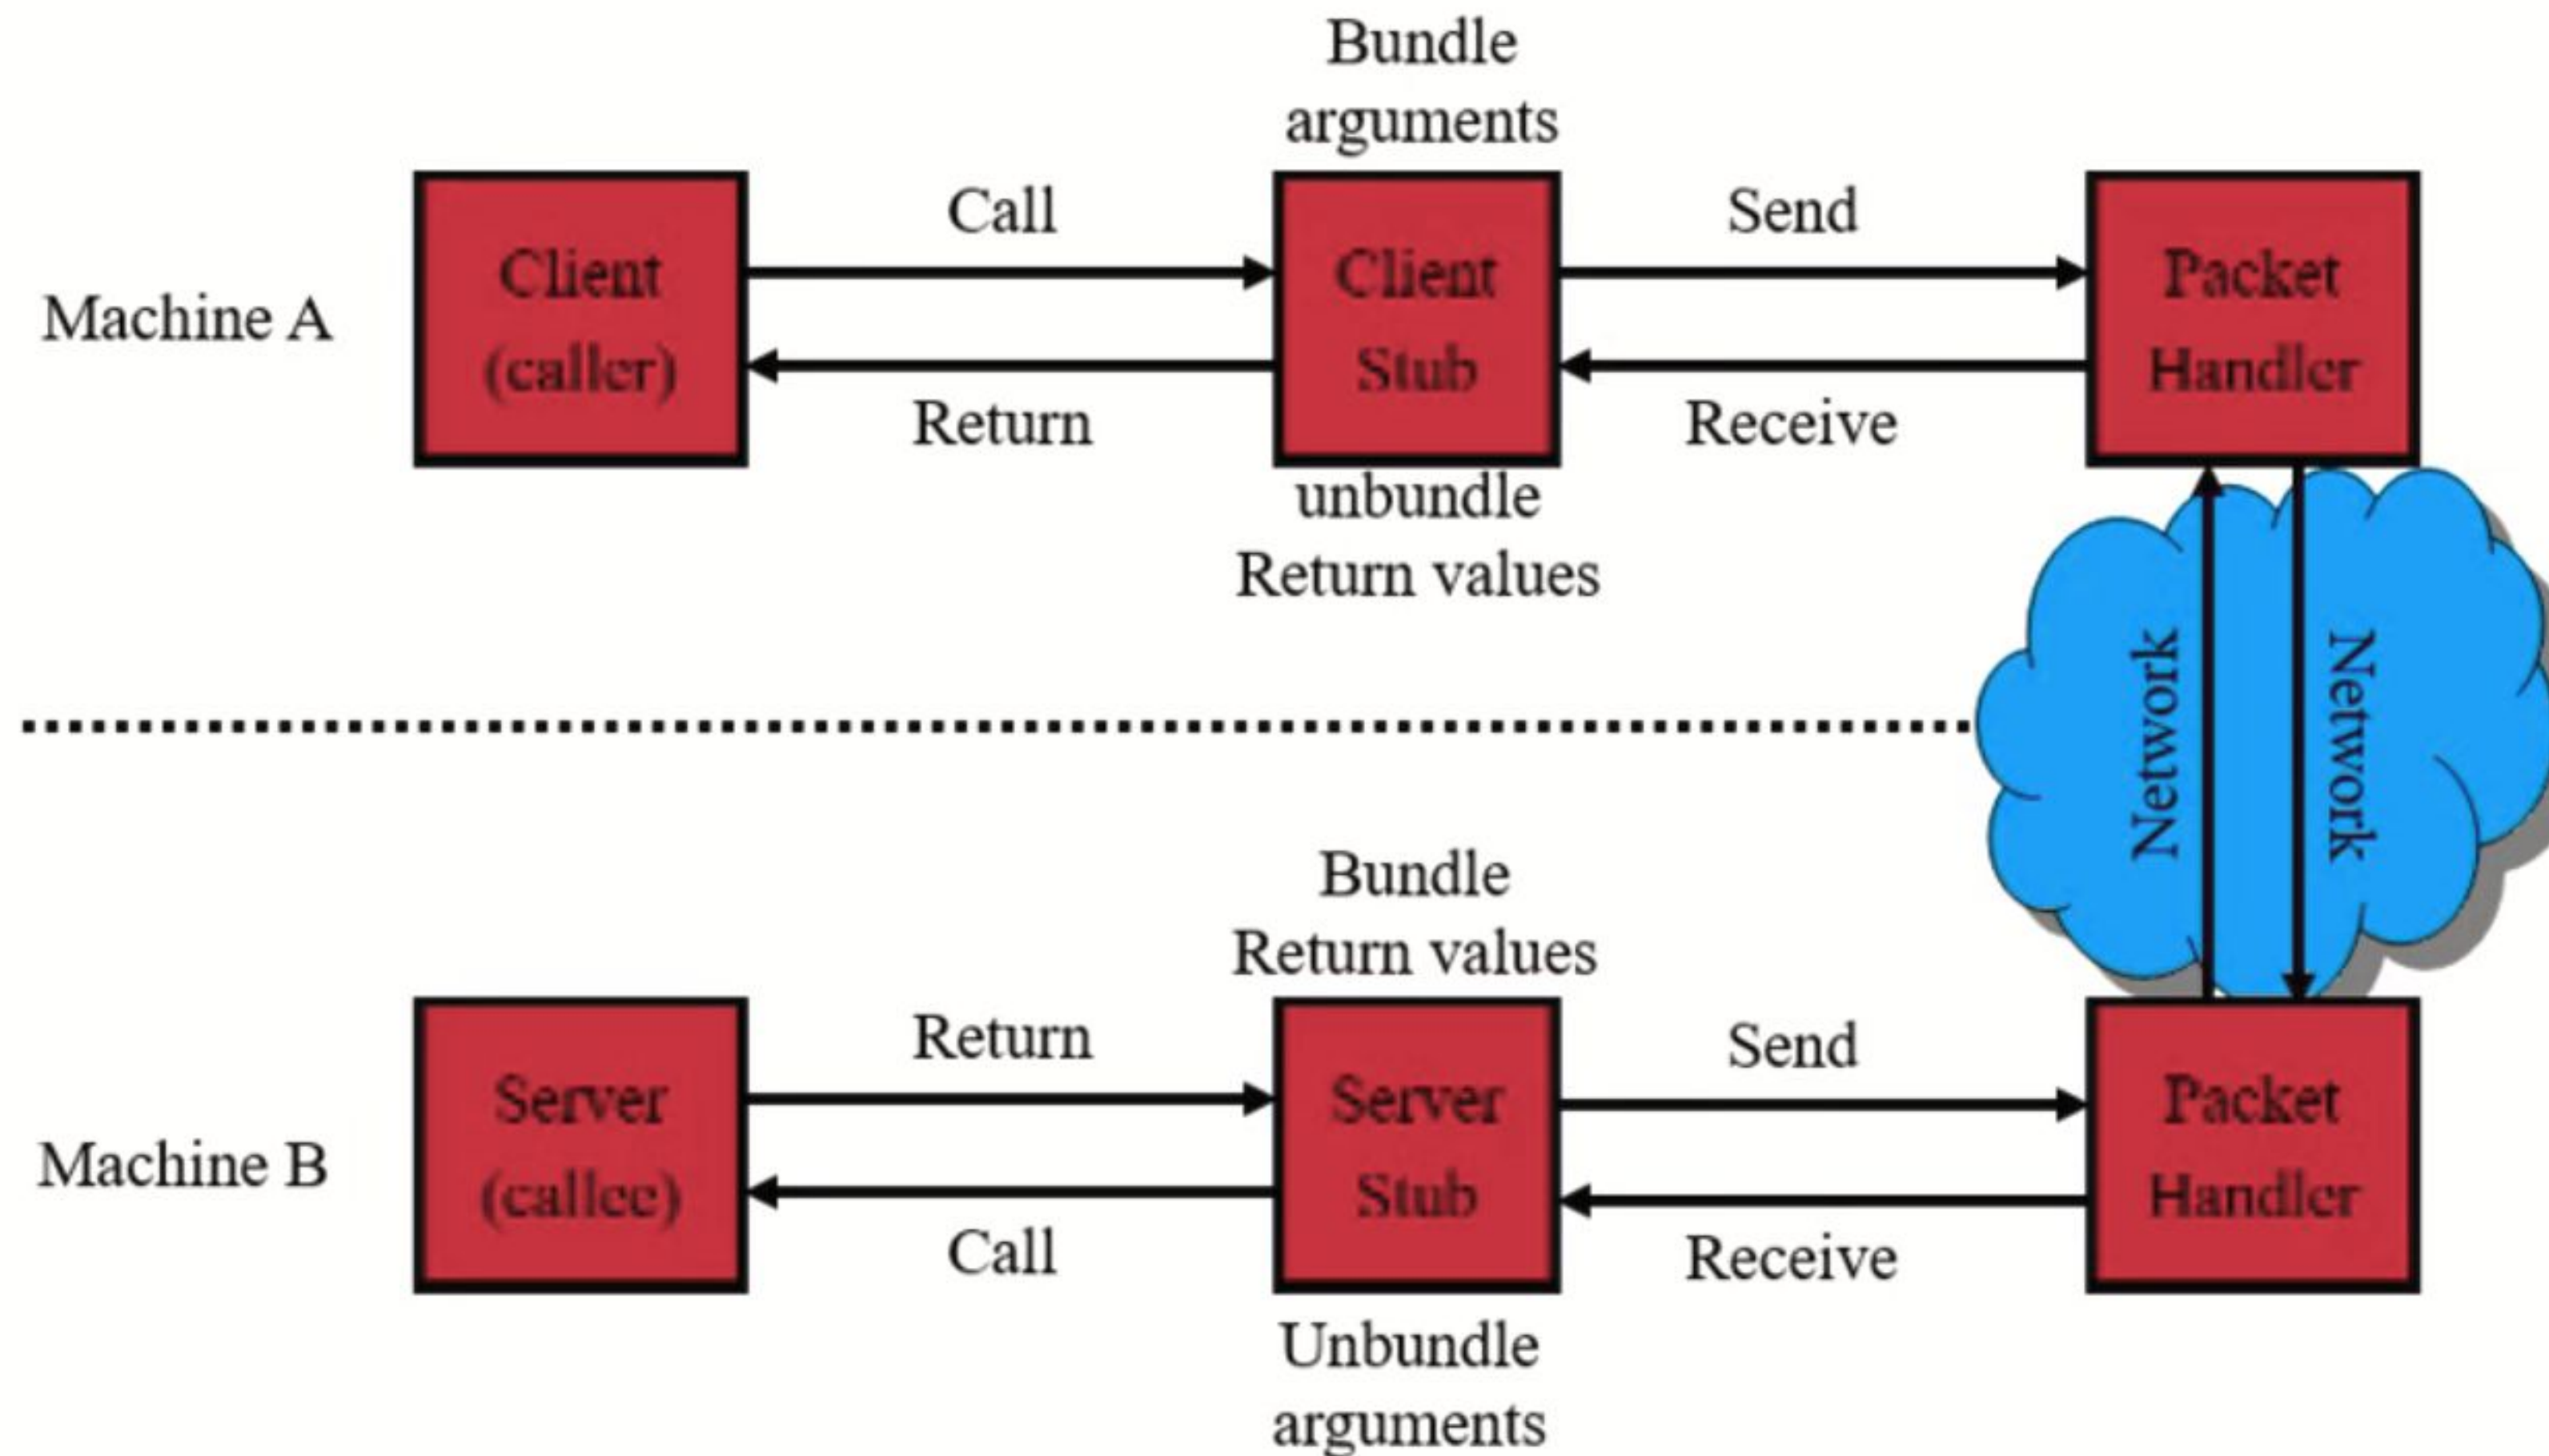 Bundle
arguments
Call
Send
Client
(caller)
Client
Stub
Packet
Handler
Machine A
Return
Receive
unbundle
Return values
Network
Network
Bundle
Return values
Return
Send
Server
(callee)
Server
Stub
Packet
Handler
Machine B
Call
Receive
Unbundle
arguments